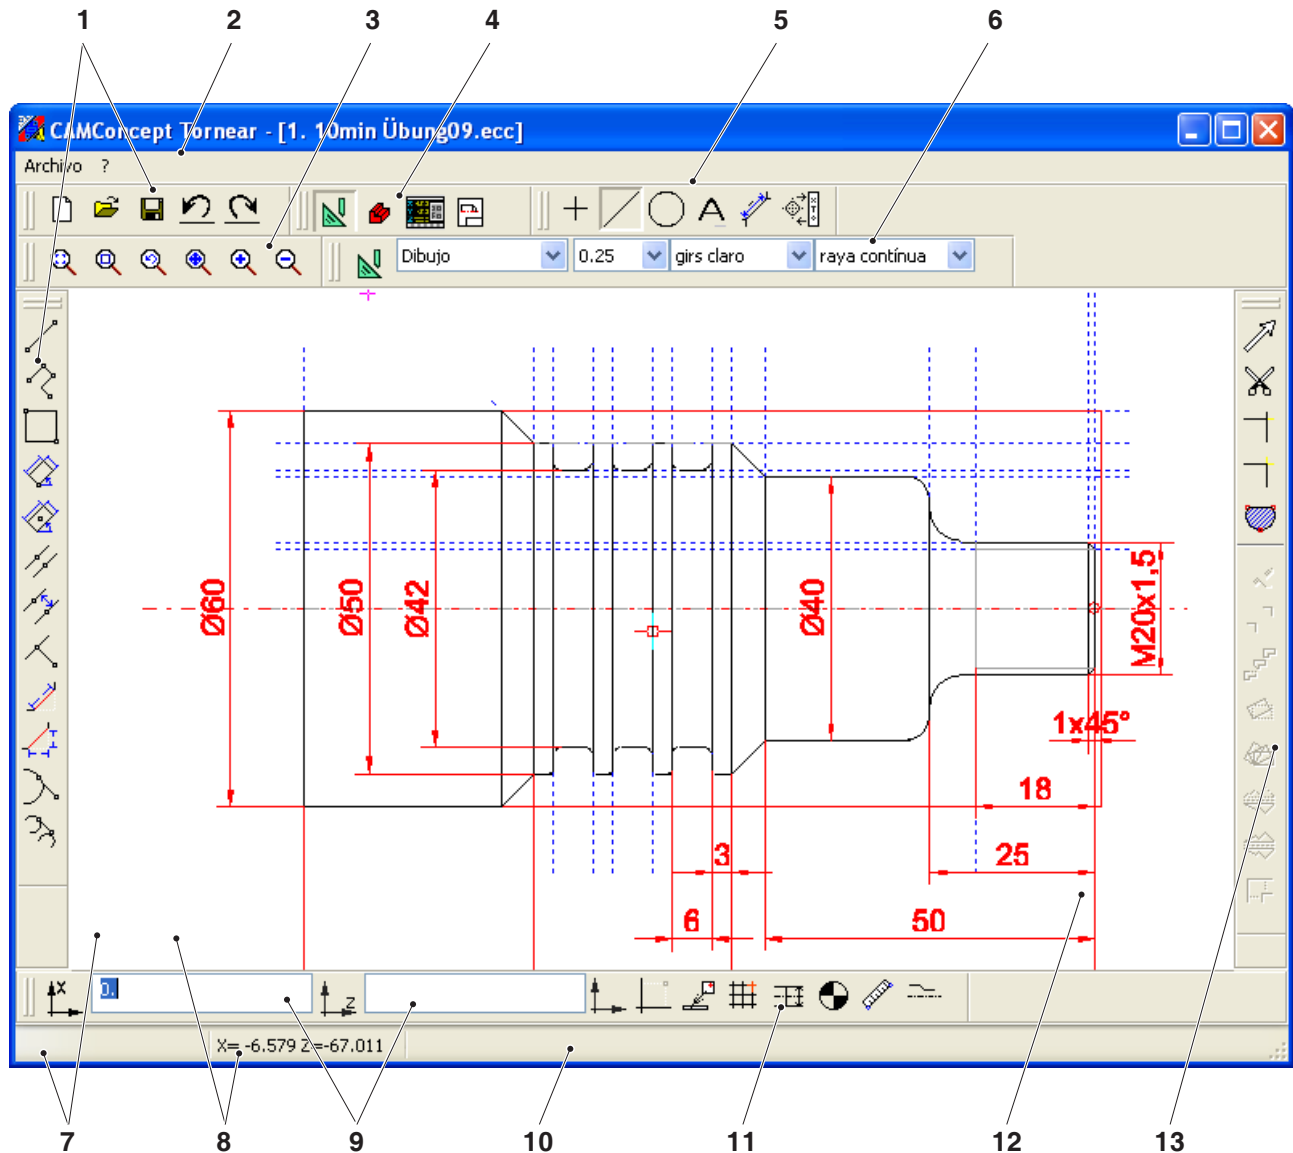 1 2 3 4 5 6
CAMConcept Tornear - [1. 10min Übung09.ecc]
Archivo ?
Dibujo 0.25 girs claro raya contínua
Ø60 Ø50 Ø42 Ø40 M20x1,5
1x45°
18
3 25
6 50
X 0. Z
X= -6.579 Z=-67.011
7 8 9 10 11 12 13